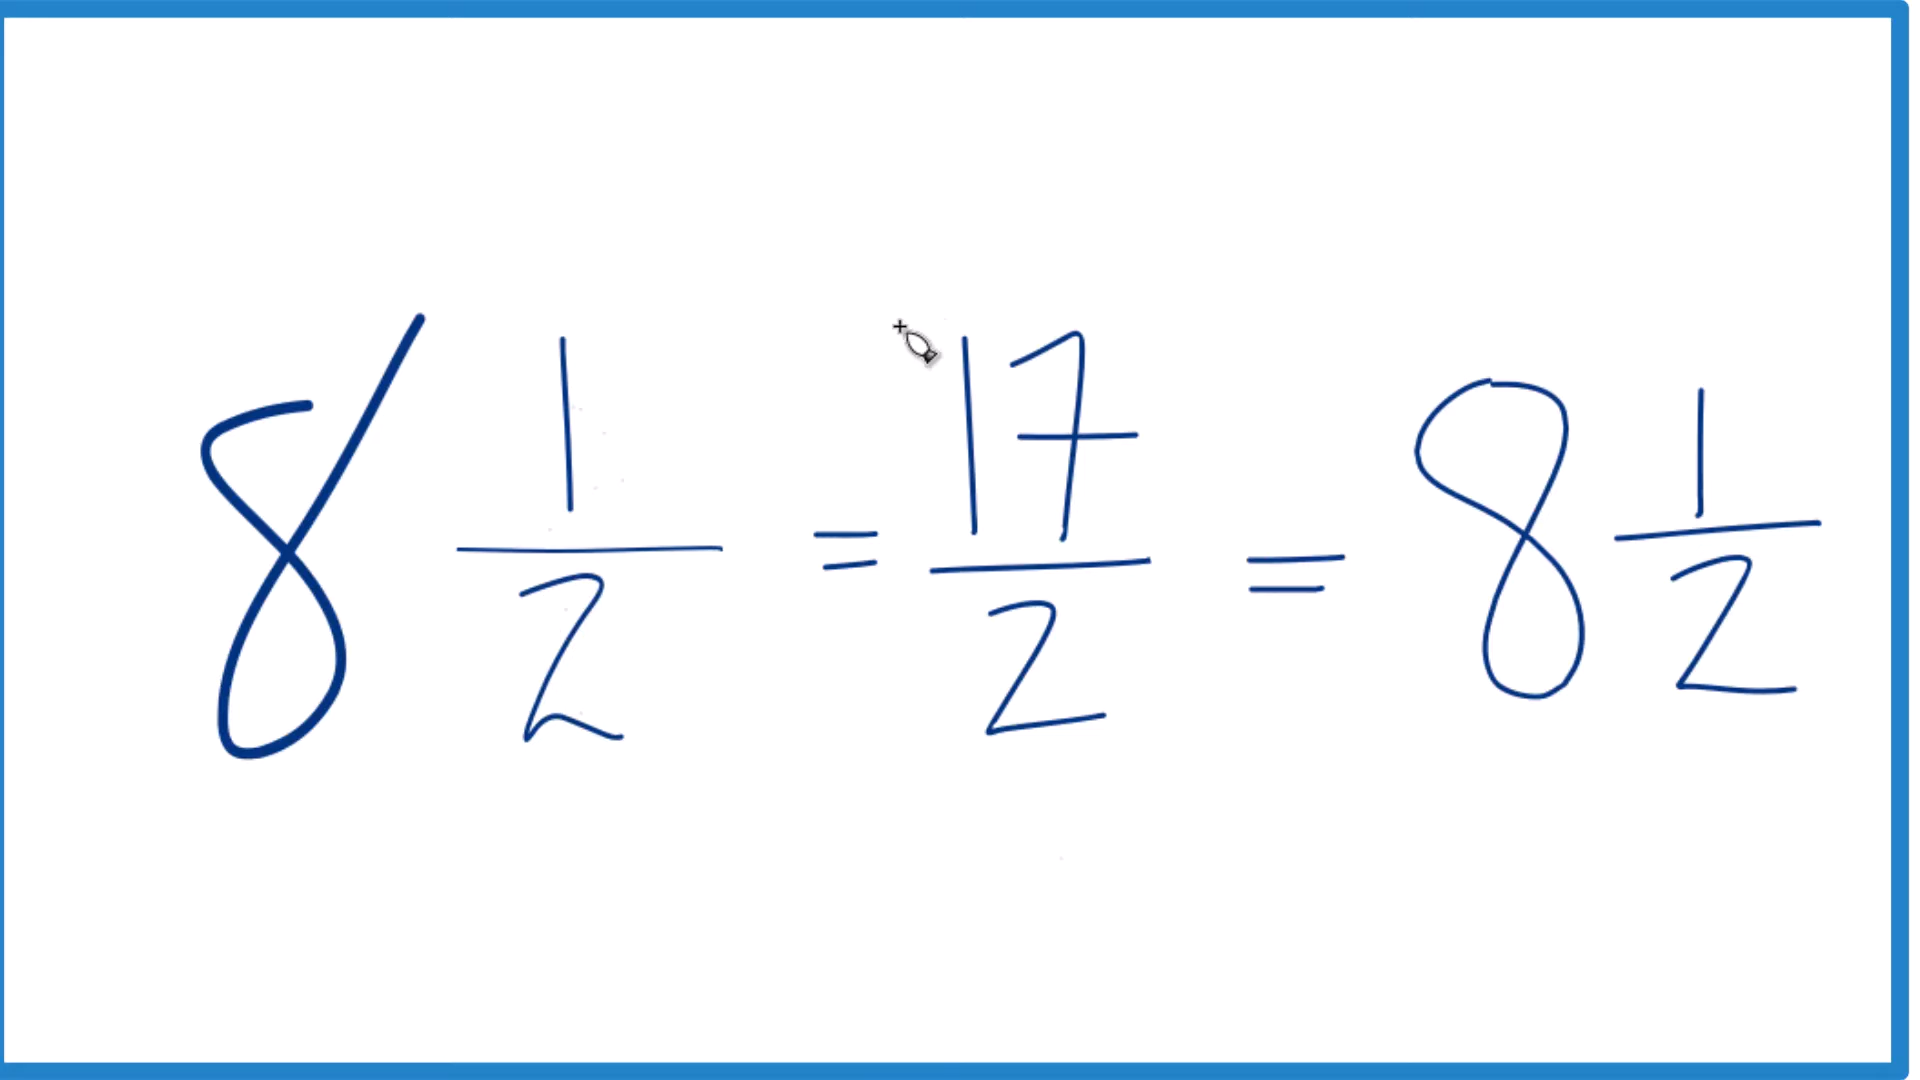 8 1/2 = 17/2 = 8 1/2